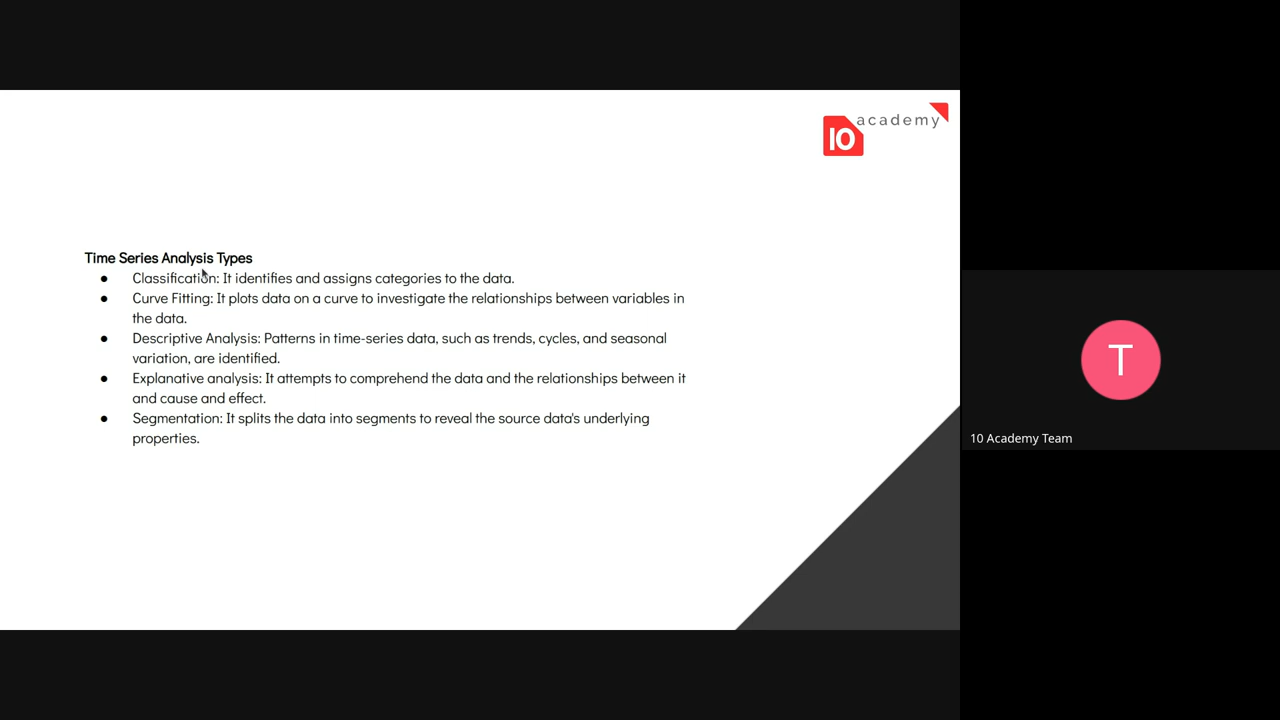 10 academy
Time Series Analysis Types
● Classification: It identifies and assigns categories to the data.
● Curve Fitting: It plots data on a curve to investigate the relationships between variables in
the data.
● Descriptive Analysis: Patterns in time-series data, such as trends, cycles, and seasonal
variation, are identified.
● Explanative analysis: It attempts to comprehend the data and the relationships between it
and cause and effect.
● Segmentation: It splits the data into segments to reveal the source data's underlying
properties.
T
10 Academy Team